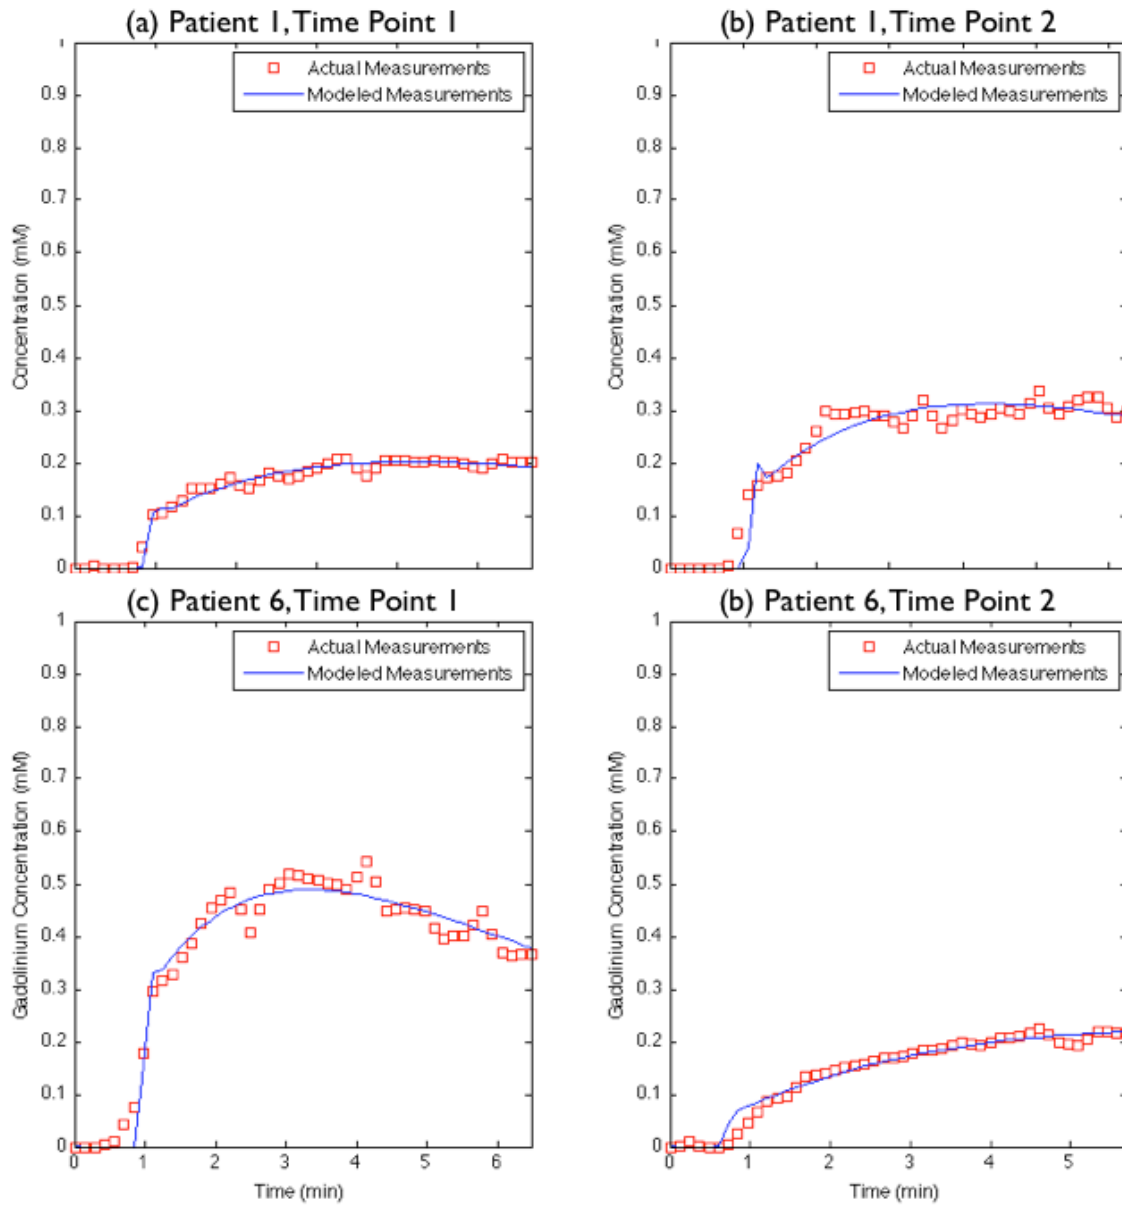 (a) Patient 1, Time Point 1
1
0.9
0.8
0.7
0.6
0.5
0.4
0.3
0.2
0.1
0
Concentration (mM)
Actual Measurements
Modeled Measurements
(b) Patient 1, Time Point 2
1
0.9
0.8
0.7
0.6
0.5
0.4
0.3
0.2
0.1
0
Concentration (mM)
Actual Measurements
Modeled Measurements
(c) Patient 6, Time Point 1
1
0.9
0.8
0.7
0.6
0.5
0.4
0.3
0.2
0.1
0
Gadolinium Concentration (mM)
Actual Measurements
Modeled Measurements
0 1 2 3 4 5 6
Time (min)
(b) Patient 6, Time Point 2
1
0.9
0.8
0.7
0.6
0.5
0.4
0.3
0.2
0.1
0
Gadolinium Concentration (mM)
Actual Measurements
Modeled Measurements
0 1 2 3 4 5
Time (min)